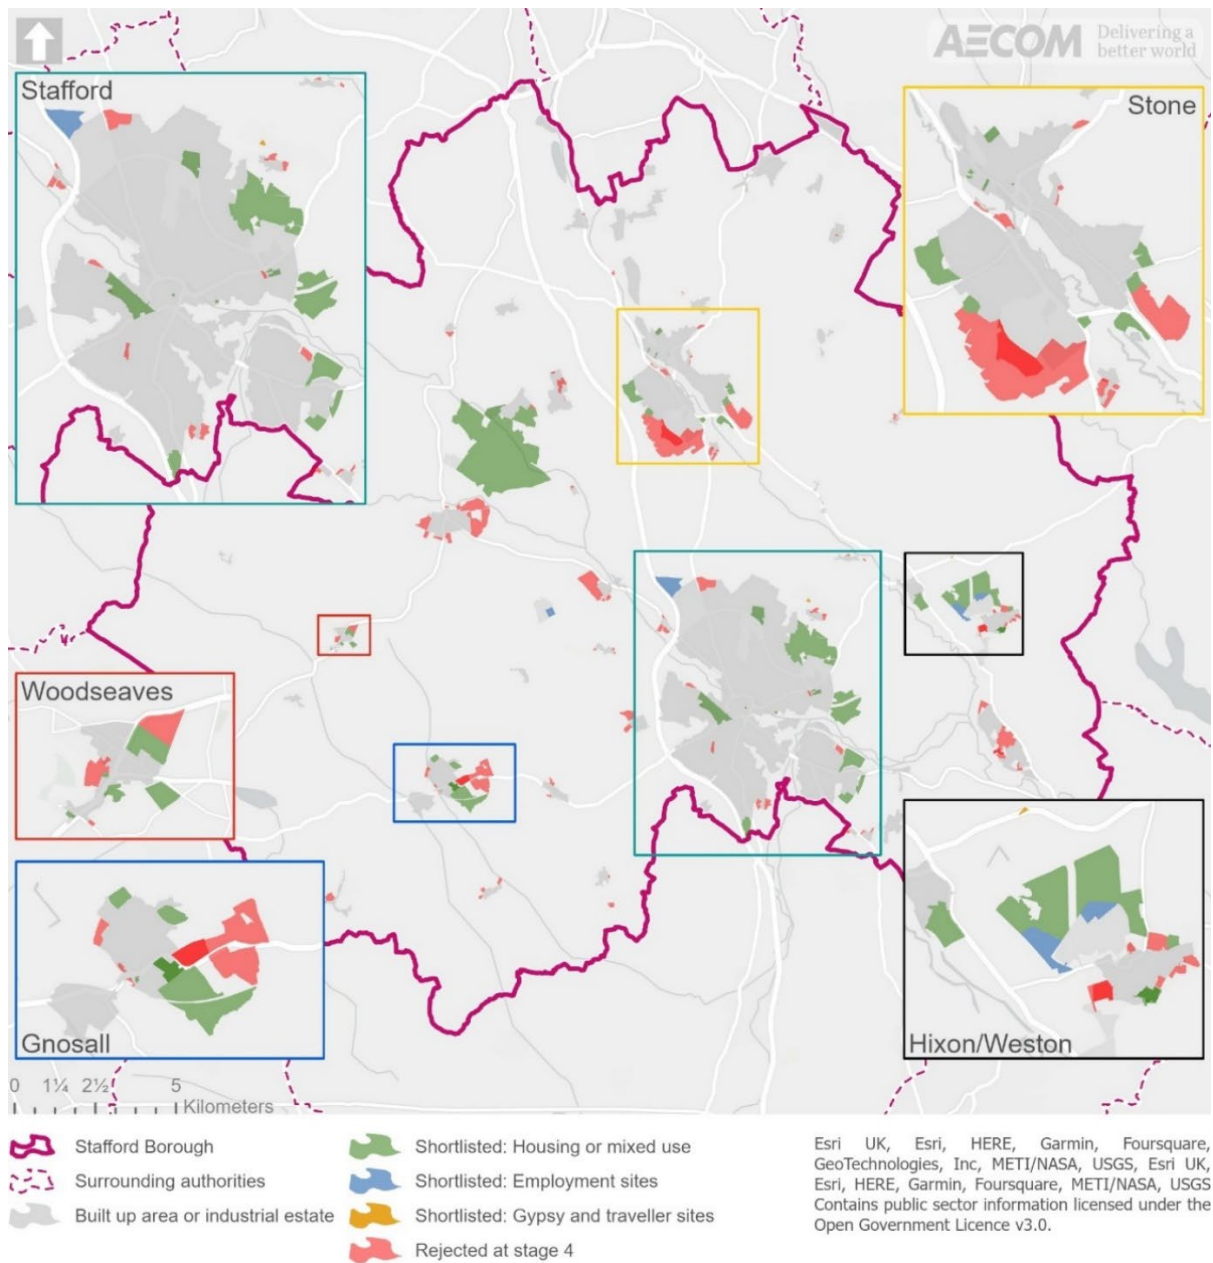 AECOM
Delivering a
better world
Stafford
Stone
Woodseaves
Gnosall
Hixon/Weston
0 1¼ 2½ 5
Kilometers
Stafford Borough
Surrounding authorities
Built up area or industrial estate
Shortlisted: Housing or mixed use
Shortlisted: Employment sites
Shortlisted: Gypsy and traveller sites
Rejected at stage 4
Esri UK, Esri, HERE, Garmin, Foursquare,
GeoTechnologies, Inc, METI/NASA, USGS, Esri UK,
Esri, HERE, Garmin, Foursquare, METI/NASA, USGS
Contains public sector information licensed under the
Open Government Licence v3.0.